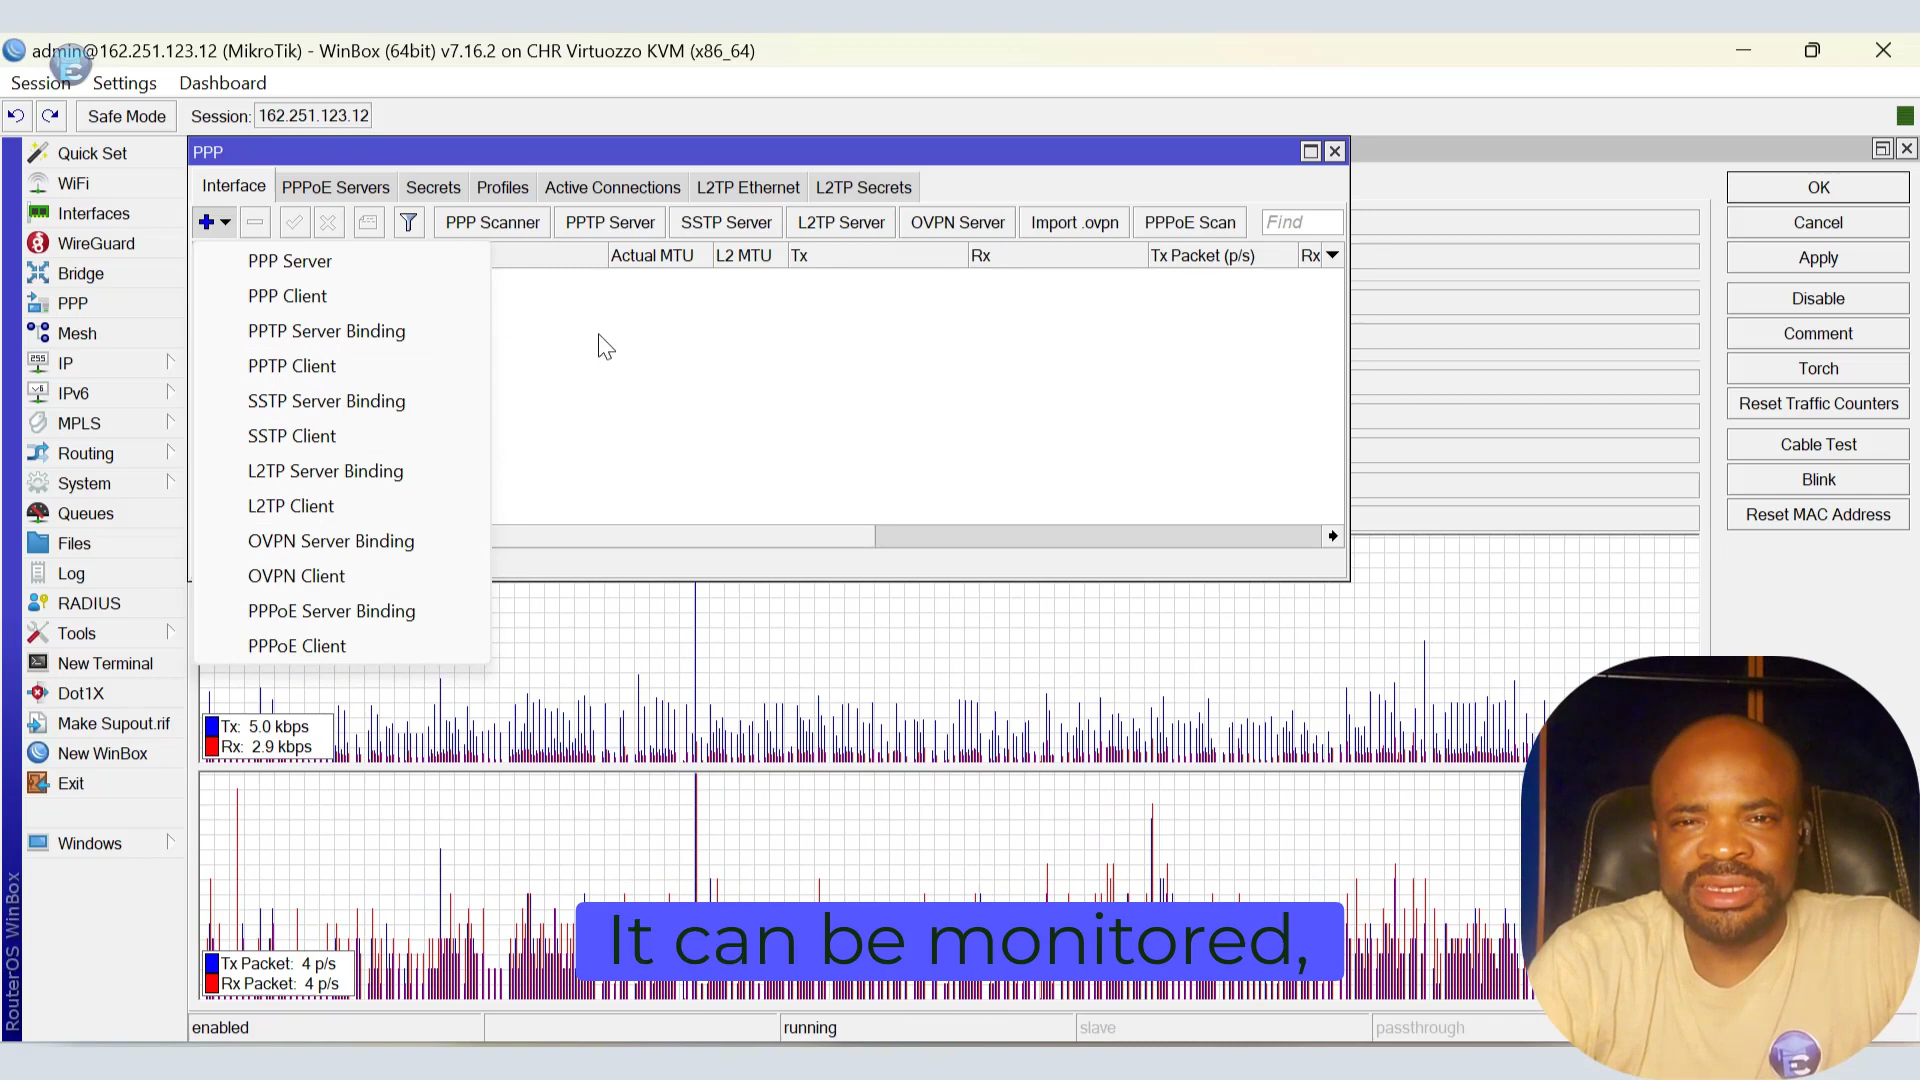 admin@162.251.123.12 (MikroTik) - WinBox (64bit) v7.16.2 on CHR Virtuozzo KVM (x86_64)
Session Settings Dashboard
Safe Mode Session: 162.251.123.12
Quick Set
WiFi
Interfaces
WireGuard
Bridge
PPP
Mesh
IP
IPv6
MPLS
Routing
System
Queues
Files
Log
RADIUS
Tools
New Terminal
Dot1X
Make Supout.rif
New WinBox
Exit
Windows
RouterOS WinBox
PPP
Interface PPPoE Servers Secrets Profiles Active Connections L2TP Ethernet L2TP Secrets
PPP Scanner PPTP Server SSTP Server L2TP Server OVPN Server Import .ovpn PPPoE Scan Find
Actual MTU L2 MTU Tx Rx Tx Packet (p/s) Rx
PPP Server
PPP Client
PPTP Server Binding
PPTP Client
SSTP Server Binding
SSTP Client
L2TP Server Binding
L2TP Client
OVPN Server Binding
OVPN Client
PPPoE Server Binding
PPPoE Client
OK
Cancel
Apply
Disable
Comment
Torch
Reset Traffic Counters
Cable Test
Blink
Reset MAC Address
Tx: 5.0 kbps
Rx: 2.9 kbps
Tx Packet: 4 p/s
Rx Packet: 4 p/s
It can be monitored,
enabled running slave passthrough